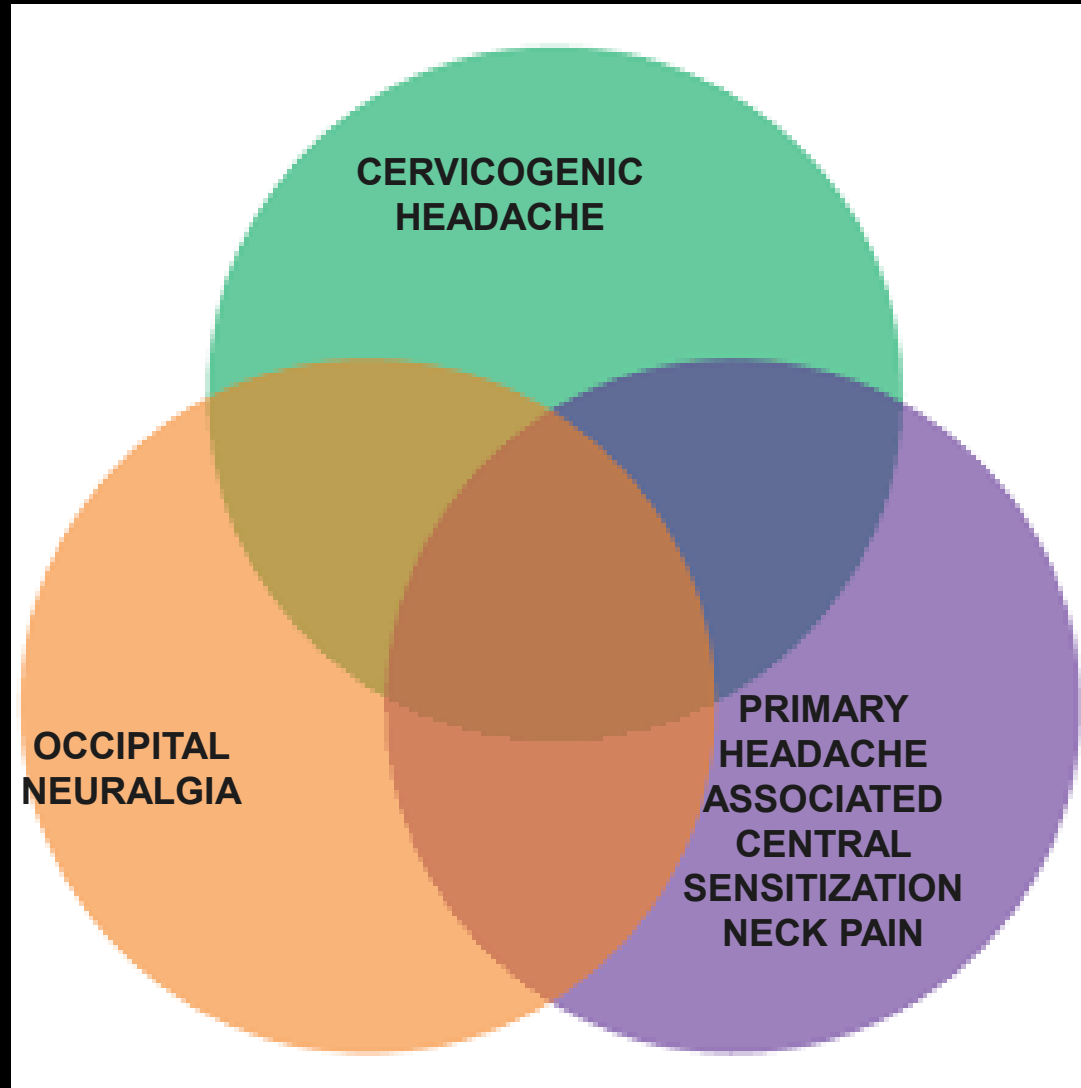 CERVICOGENIC
HEADACHE
OCCIPITAL
NEURALGIA
PRIMARY
HEADACHE
ASSOCIATED
CENTRAL
SENSITIZATION
NECK PAIN